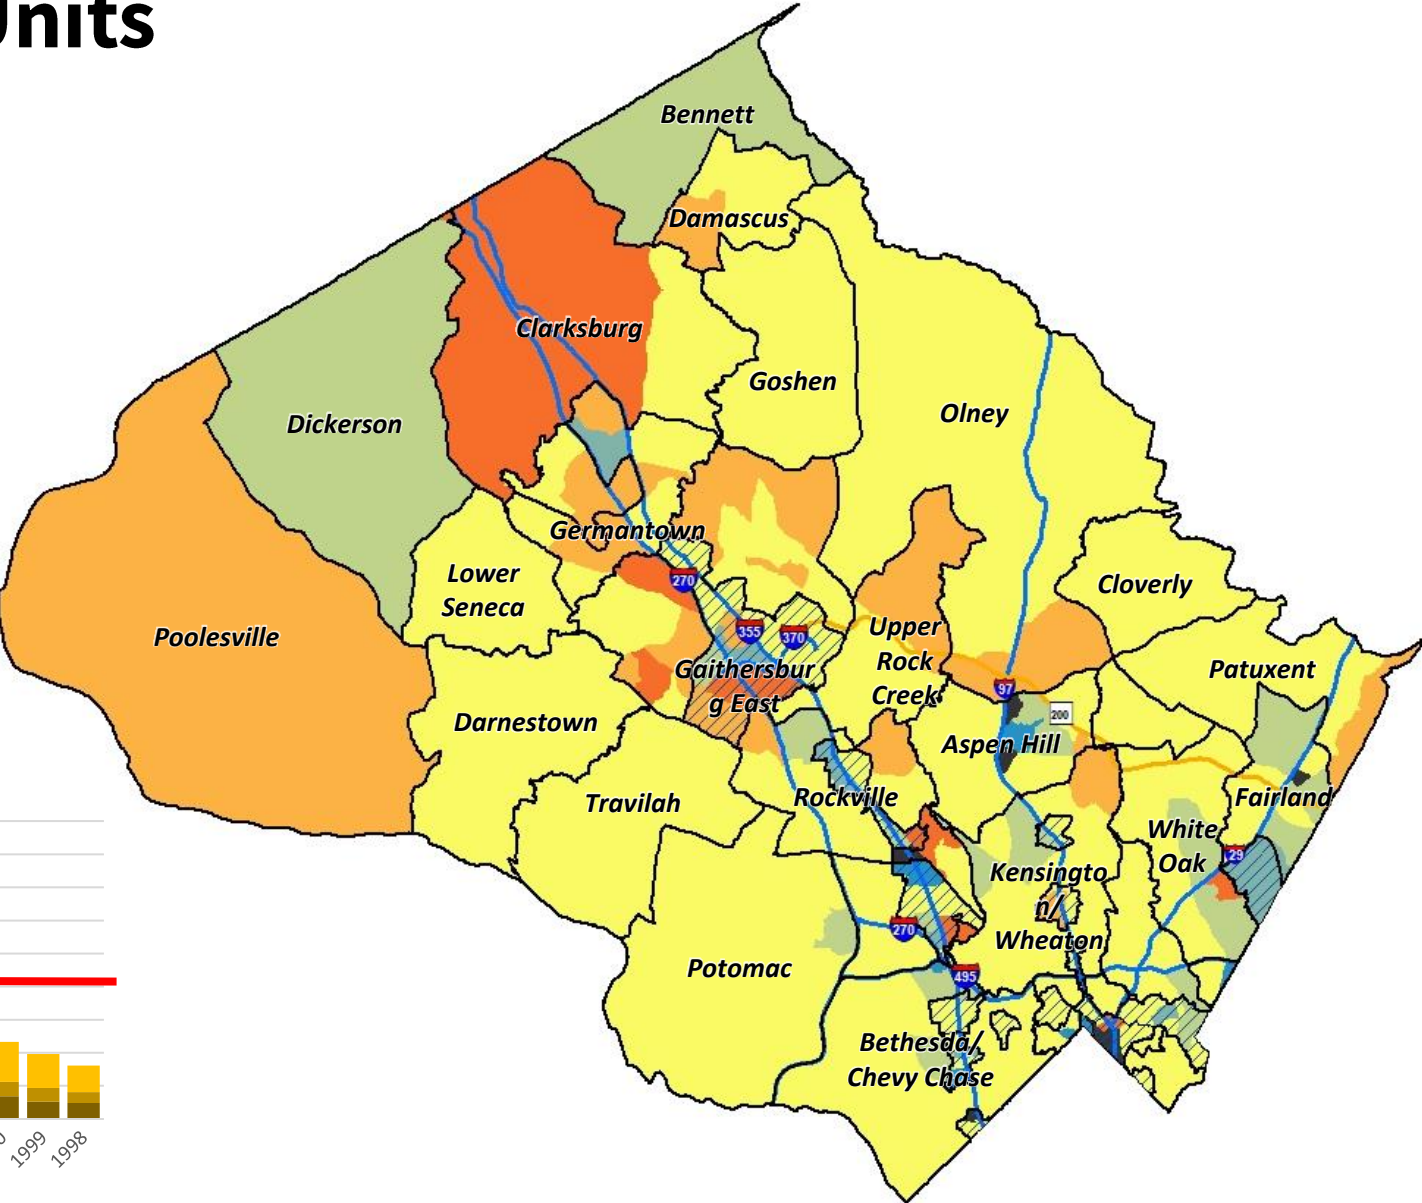 Units
Bennett
Damascus
Clarksburg
Goshen
Olney
Dickerson
Germantown
Lower
Seneca
270
Cloverly
Poolesville
355
370
Upper
Rock
Creek
Patuxent
Gaithersbur
g East
97
200
Darnestown
Aspen Hill
Travilah
Rockville
Fairland
White
Oak
29
Kensingto
n/
Wheaton
270
Potomac
495
Bethesda/
Chevy Chase
1999
1998